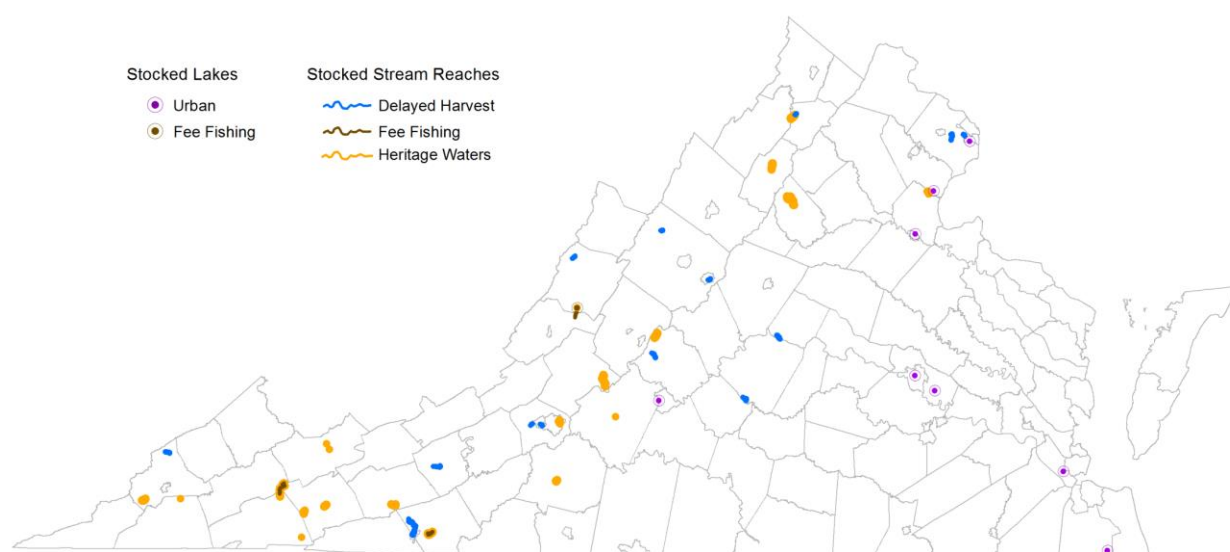 Stocked Lakes
Urban
Fee Fishing
Stocked Stream Reaches
Delayed Harvest
Fee Fishing
Heritage Waters